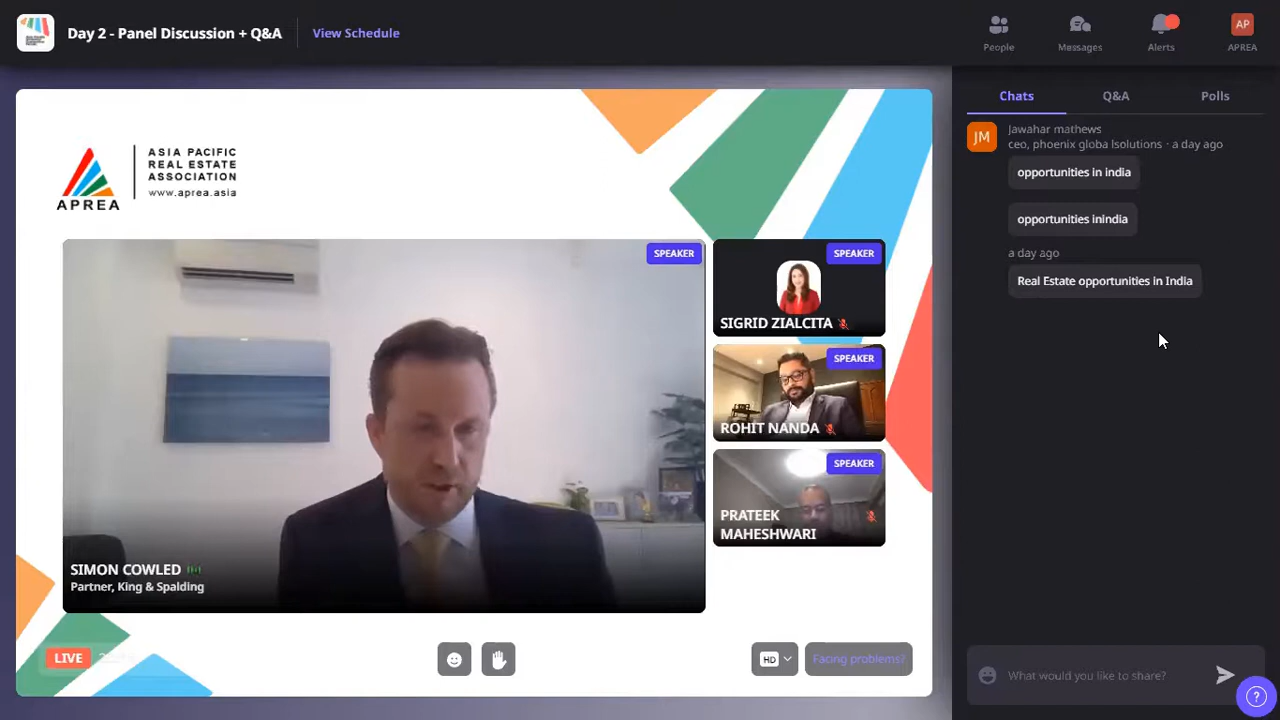 Day 2 - Panel Discussion + Q&A
View Schedule
People
Messages
Alerts
AP
APREA
ASIA PACIFIC
REAL ESTATE
ASSOCIATION
www.aprea.asia
APREA
SPEAKER
SIMON COWLED
Partner, King & Spalding
SPEAKER
SIGRID ZIALCITA
SPEAKER
ROHIT NANDA
SPEAKER
PRATEEK
MAHESHWARI
LIVE
HD
Facing problems?
Chats
Q&A
Polls
JM
Jawahar mathews
ceo, phoenix globa lsolutions · a day ago
opportunities in india
opportunities inindia
a day ago
Real Estate opportunities in India
What would you like to share?
?